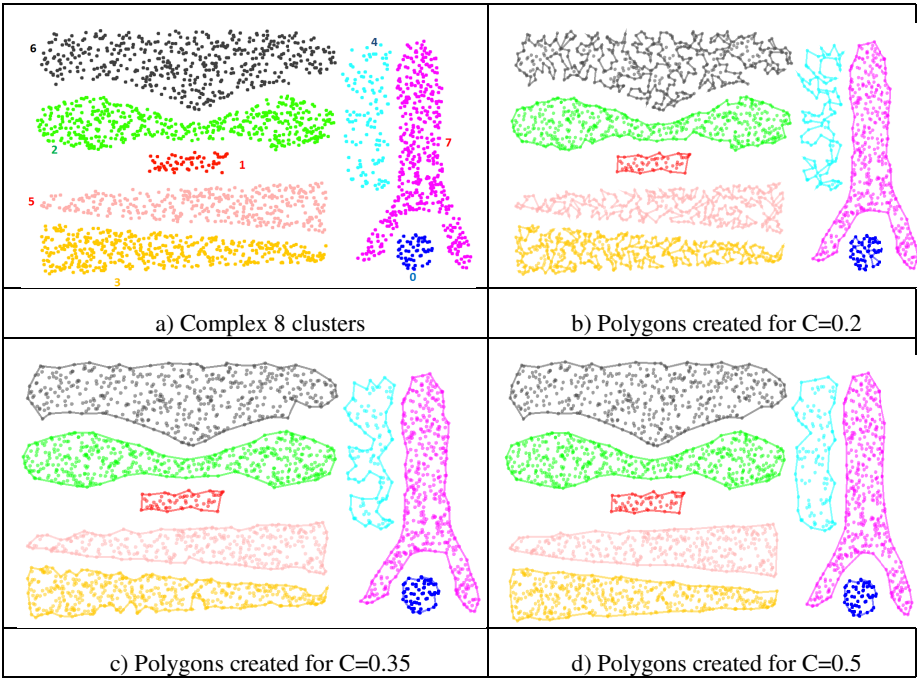 6
4
2
1
7
5
3
0
a) Complex 8 clusters
b) Polygons created for C=0.2
c) Polygons created for C=0.35
d) Polygons created for C=0.5